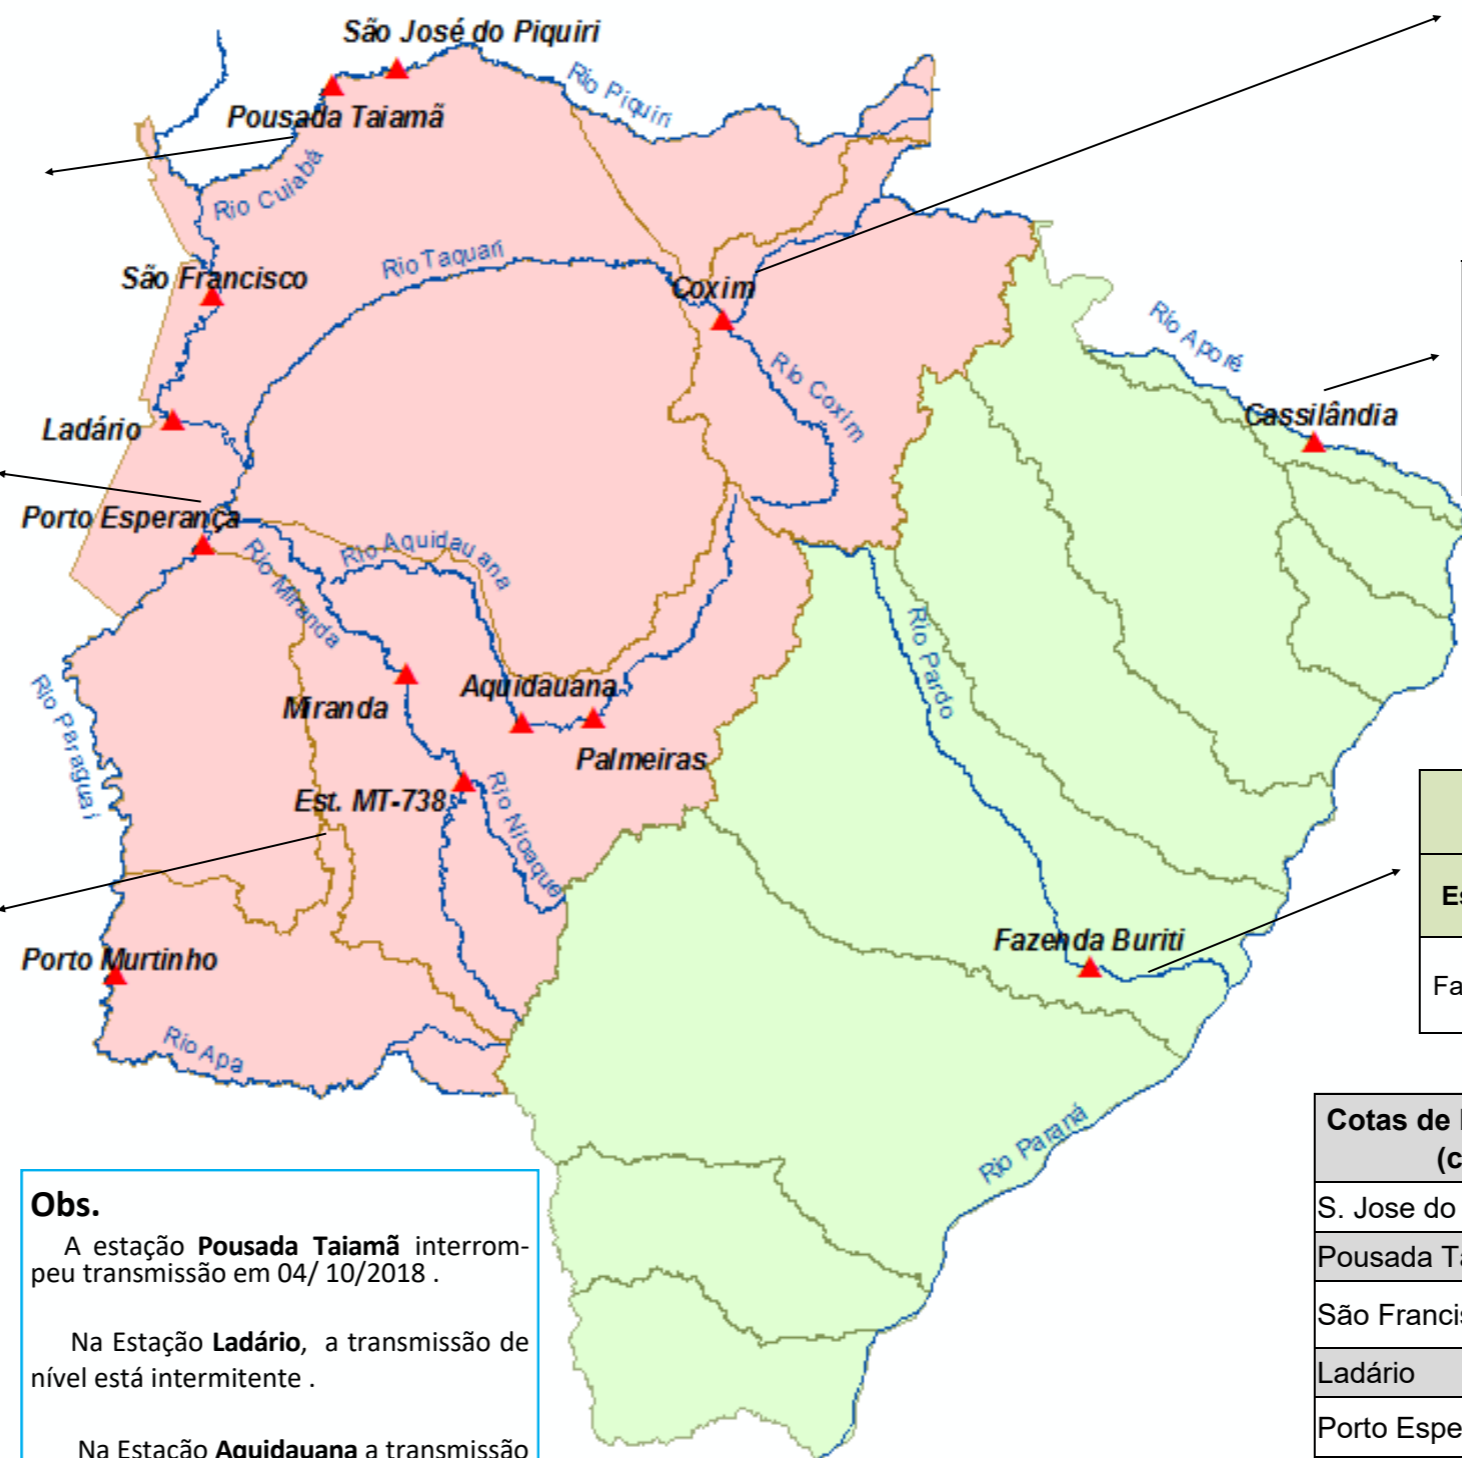 São José do Piquiri
Rio Piquiri
Pousada Taiamã
Rio Cuiabá
Rio Taquari
São Francisco
Coxim
Rio Aporé
Rio Coxim
Cassilândia
Ladário
Porto Esperança
Rio Aquidauana
Rio Miranda
Rio Pardo
Rio Paraguai
Aquidauana
Miranda
Palmeiras
Est. MT-738
Rio Nioaque
Es
Fazenda Buriti
Porto Murtinho
Fa
Rio Apa
Rio Paraná
Cotas de
(c
S. Jose do
Pousada Ta
São Francis
Ladário
Porto Espe
Obs.
A estação Pousada Taiamã interrom-
peu transmissão em 04/ 10/2018 .
Na Estação Ladário, a transmissão de
nível está intermitente .
Na Estação Aquidauana a transmissão